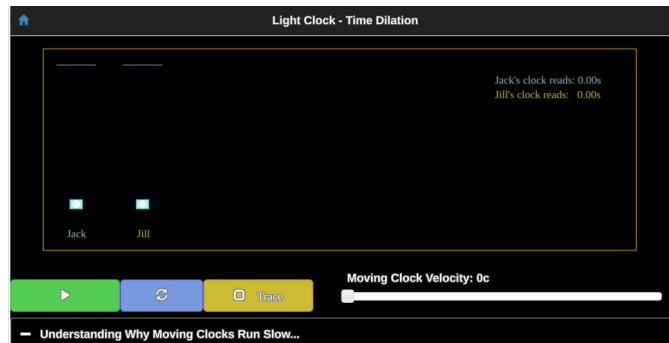 Light Clock - Time Dilation
Jack's clock reads: 0.00s
Jill's clock reads: 0.00s
Jack Jill
Trace
Moving Clock Velocity: 0c
Understanding Why Moving Clocks Run Slow...